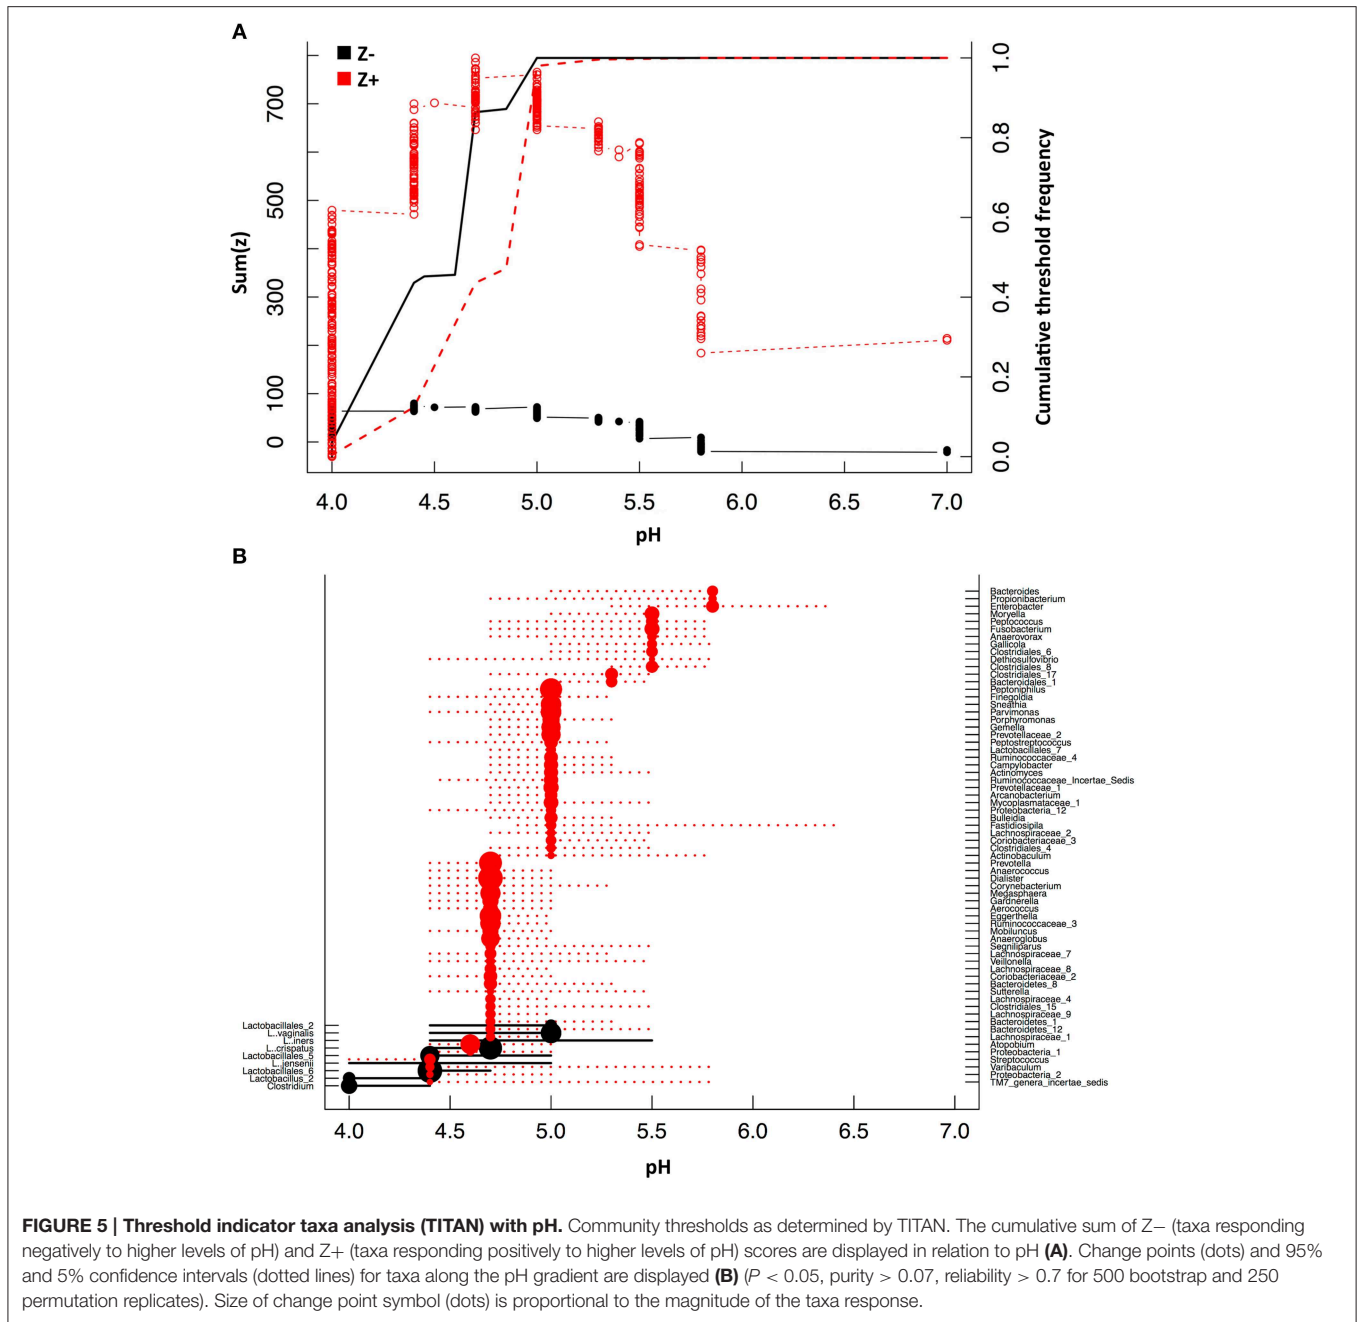 A
Z-
Z+
700
500
300
100
0
Sum(z)
1.0
0.8
0.6
0.4
0.2
0.0
Cumulative threshold frequency
4.0 4.5 5.0 5.5 6.0 6.5 7.0
pH
B
Bacteroides
Propionibacterium
Enterobacter
Moryella
Peptococcus
Fusobacterium
Anaerovorax
Gallicola
Clostridiales_6
Dethiosulfovibrio
Clostridiales_8
Clostridiales_17
Bacteroidales_1
Peptoniphilus
Finegoldia
Sneathia
Parvimonas
Porphyromonas
Gemella
Prevotellaceae_2
Peptostreptococcus
Lactobacillales_7
Ruminococcaceae_4
Campylobacter
Actinomyces
Ruminococcaceae_Incertae_Sedis
Prevotellaceae_1
Arcanobacterium
Mycoplasmataceae_1
Proteobacteria_12
Bulleidia
Fastidiosipila
Lachnospiraceae_2
Coriobacteriaceae_3
Clostridiales_4
Actinobaculum
Prevotella
Anaerococcus
Dialister
Corynebacterium
Megasphaera
Gardnerella
Aerococcus
Eggerthella
Ruminococcaceae_3
Mobiluncus
Anaeroglobus
Segniliparus
Lachnospiraceae_7
Veillonella
Lachnospiraceae_8
Coriobacteriaceae_2
Bacteroidetes_8
Sutterella
Lachnospiraceae_4
Clostridiales_15
Lachnospiraceae_9
Bacteroidetes_1
Bacteroidetes_12
Lachnospiraceae_1
Atopobium
Proteobacteria_1
Streptococcus
Varibaculum
Proteobacteria_2
TM7_genera_incertae_sedis
Lactobacillales_2
L..vaginalis
L..iners
L..crispatus
Lactobacillales_5
L..jensenii
Lactobacillales_6
Lactobacillus_2
Clostridium
4.0 4.5 5.0 5.5 6.0 6.5 7.0
pH
FIGURE 5 | Threshold indicator taxa analysis (TITAN) with pH. Community thresholds as determined by TITAN. The cumulative sum of Z− (taxa responding
negatively to higher levels of pH) and Z+ (taxa responding positively to higher levels of pH) scores are displayed in relation to pH (A). Change points (dots) and 95%
and 5% confidence intervals (dotted lines) for taxa along the pH gradient are displayed (B) (P < 0.05, purity > 0.07, reliability > 0.7 for 500 bootstrap and 250
permutation replicates). Size of change point symbol (dots) is proportional to the magnitude of the taxa response.